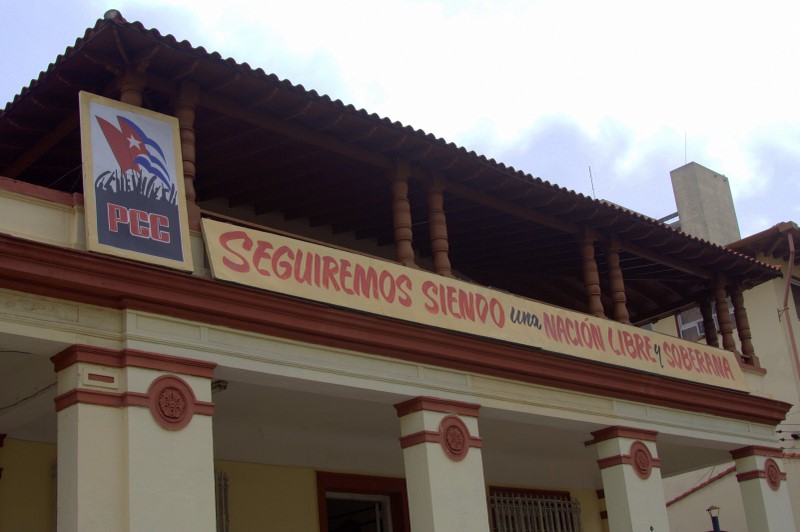 PCC
SEGUIREMOS SIENDO una NACIÓN LIBRE y SOBERANA